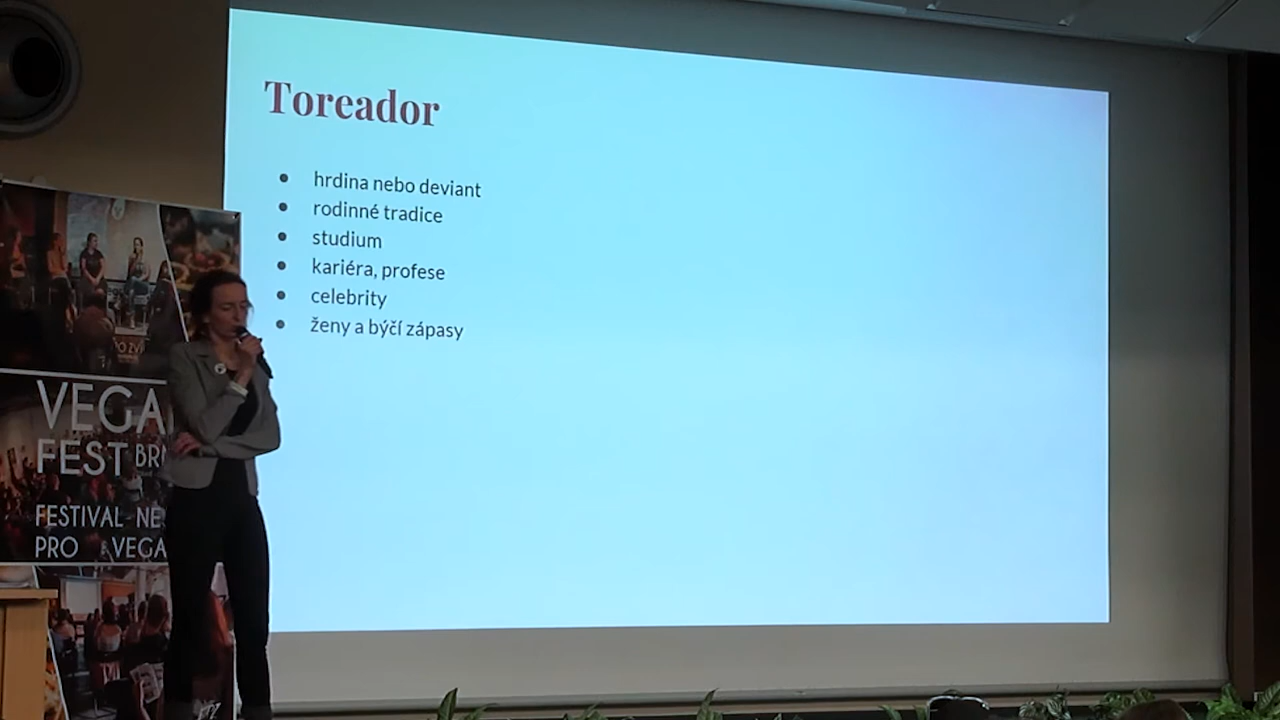 Toreador
hrdina nebo deviant
rodinné tradice
studium
kariéra, profese
celebrity
ženy a býčí zápasy
VEGA
FEST BR
FESTIVAL NE
PRO VEGA